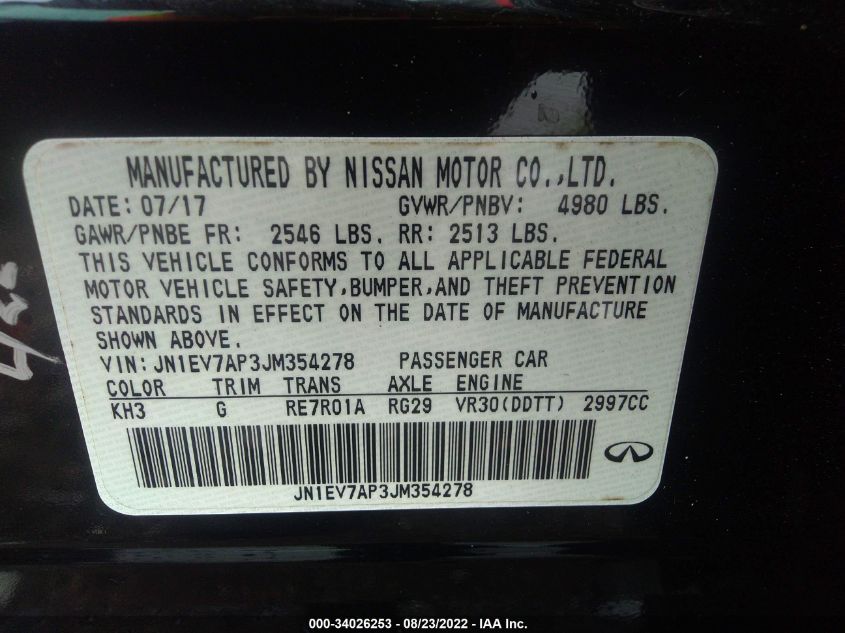 MANUFACTURED BY NISSAN MOTOR CO.,LTD.
DATE: 07/17 GVWR/PNBV: 4980 LBS.
GAWR/PNBE FR: 2546 LBS. RR: 2513 LBS.
THIS VEHICLE CONFORMS TO ALL APPLICABLE FEDERAL
MOTOR VEHICLE SAFETY,BUMPER,AND THEFT PREVENTION
STANDARDS IN EFFECT ON THE DATE OF MANUFACTURE
SHOWN ABOVE.
VIN:JN1EV7AP3JM354278 PASSENGER CAR
COLOR TRIM TRANS AXLE ENGINE
KH3 G RE7R01A RG29 VR30(DDTT) 2997CC
JN1EV7AP3JM354278
000-34026253 - 08/23/2022 - IAA Inc.